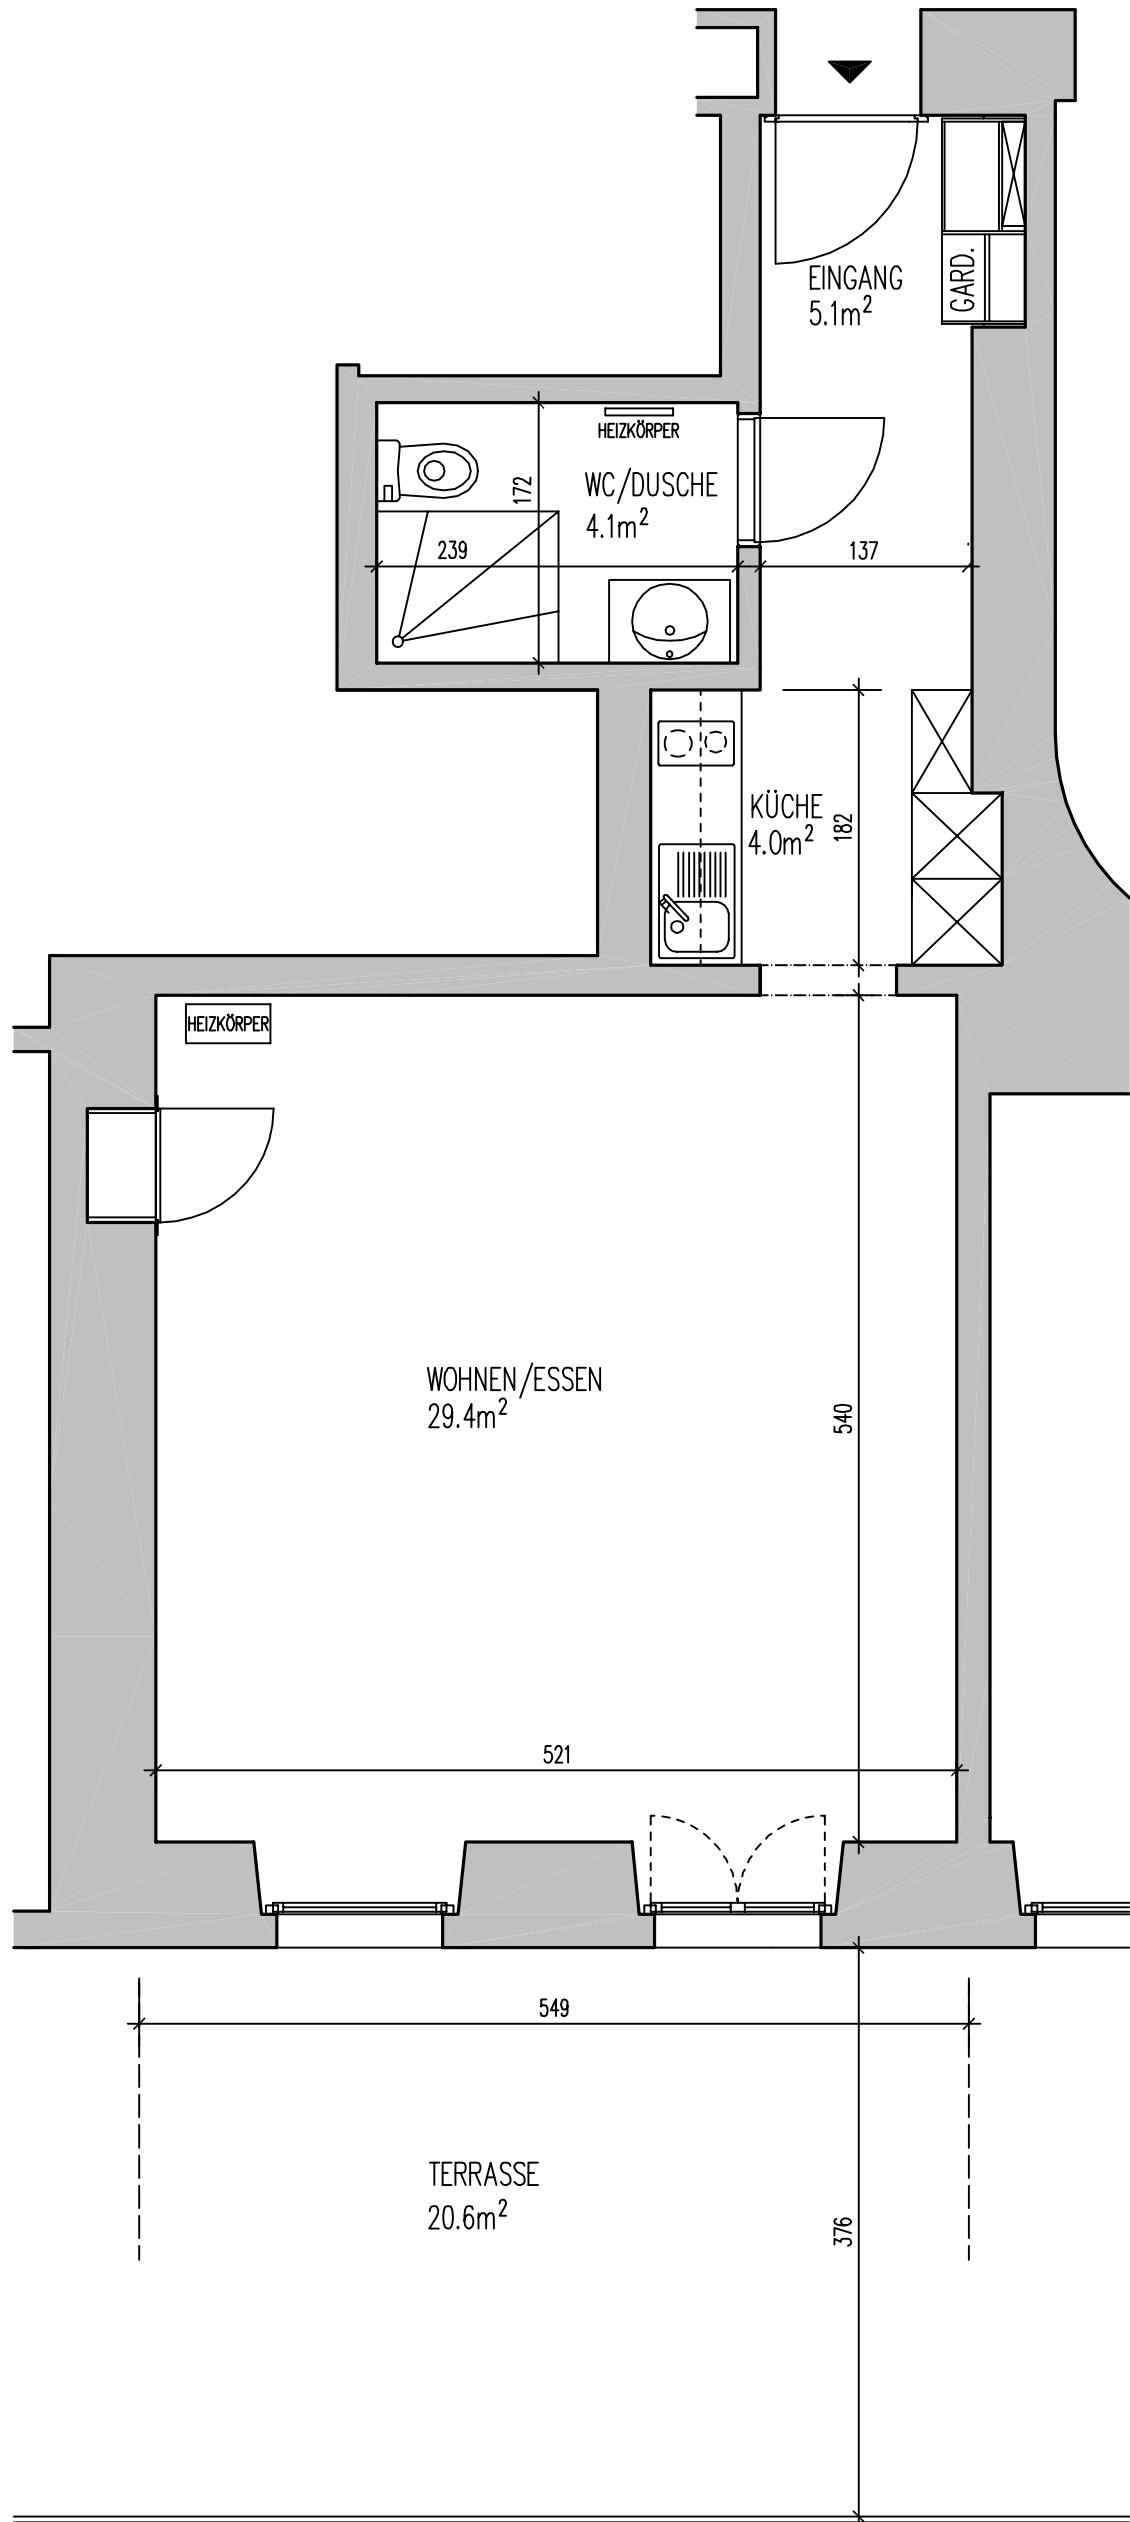 EINGANG
5.1m²
GARD.
HEIZKÖRPER
WC/DUSCHE
4.1m²
172
239
137
KÜCHE
4.0m²
182
HEIZKÖRPER
WOHNEN/ESSEN
29.4m²
540
521
549
TERRASSE
20.6m²
376